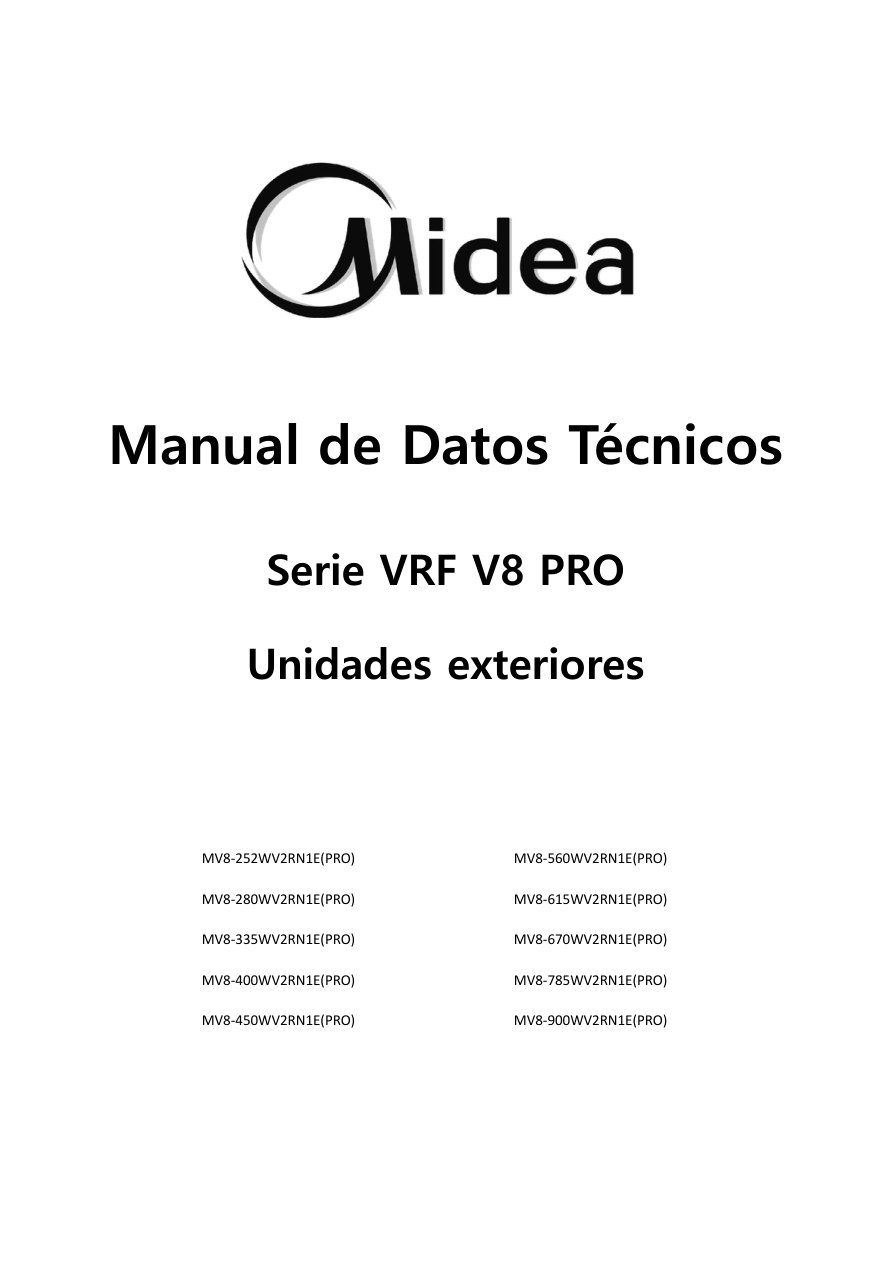 Midea
Manual de Datos Técnicos
Serie VRF V8 PRO
Unidades exteriores
MV8-252WV2RN1E(PRO)
MV8-280WV2RN1E(PRO)
MV8-335WV2RN1E(PRO)
MV8-400WV2RN1E(PRO)
MV8-450WV2RN1E(PRO)
MV8-560WV2RN1E(PRO)
MV8-615WV2RN1E(PRO)
MV8-670WV2RN1E(PRO)
MV8-785WV2RN1E(PRO)
MV8-900WV2RN1E(PRO)